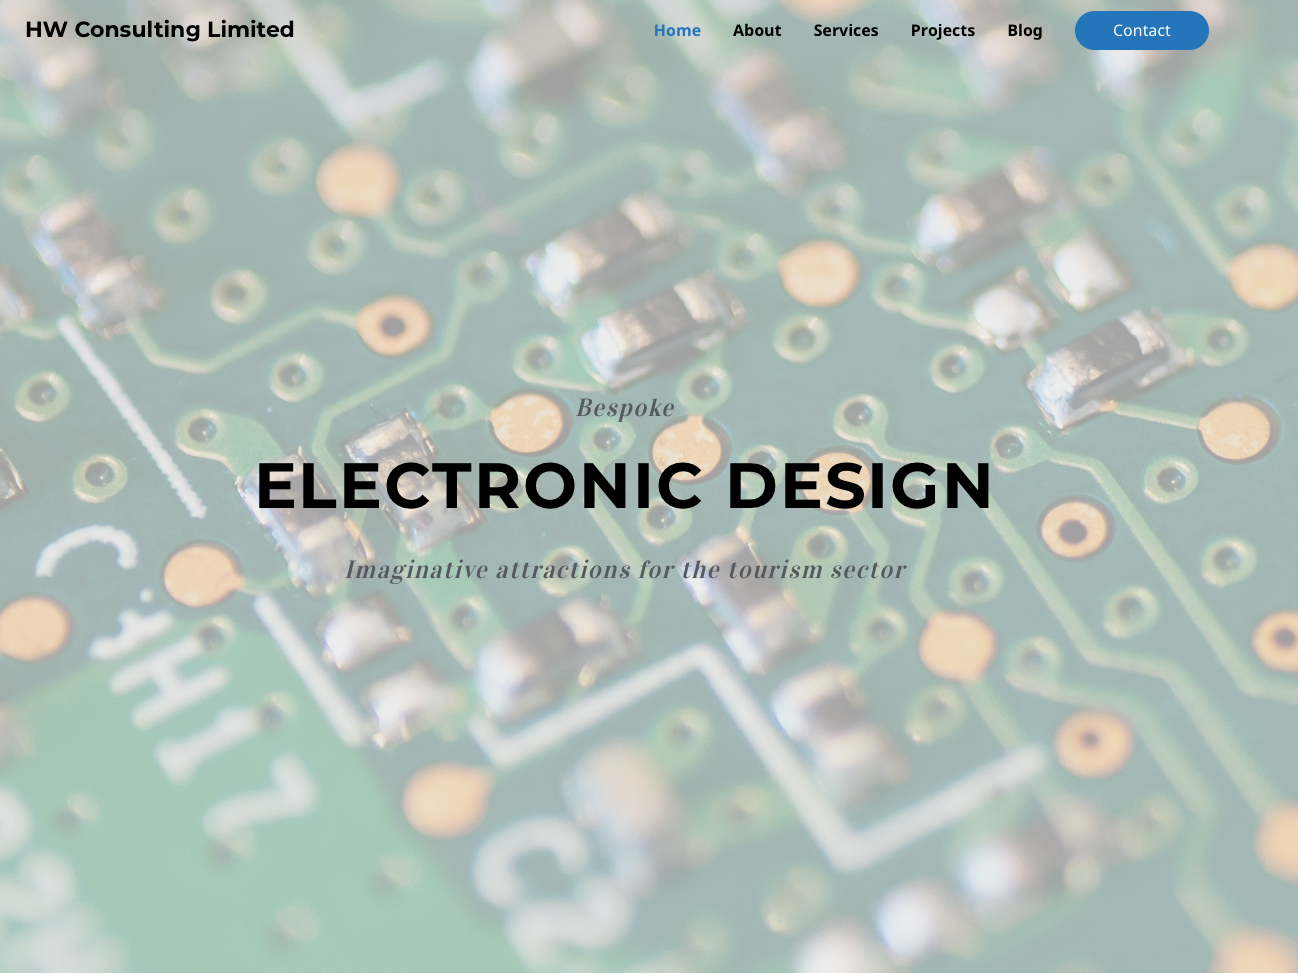 HW Consulting Limited
Home About Services Projects Blog Contact
Bespoke
ELECTRONIC DESIGN
Imaginative attractions for the tourism sector